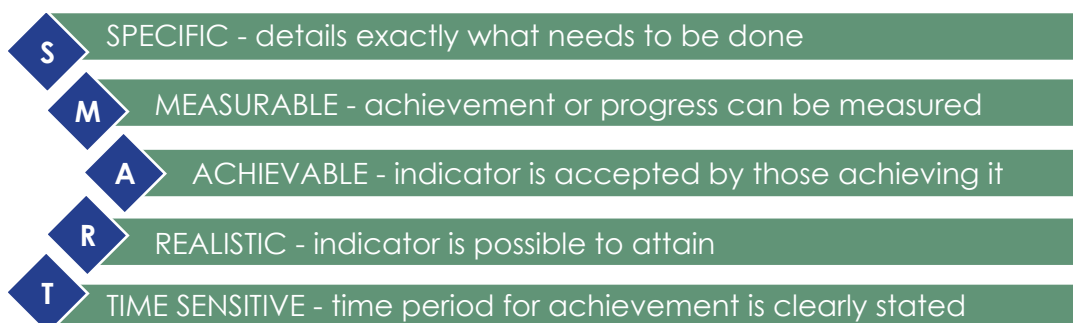 S SPECIFIC - details exactly what needs to be done
M MEASURABLE - achievement or progress can be measured
A ACHIEVABLE - indicator is accepted by those achieving it
R REALISTIC - indicator is possible to attain
T TIME SENSITIVE - time period for achievement is clearly stated